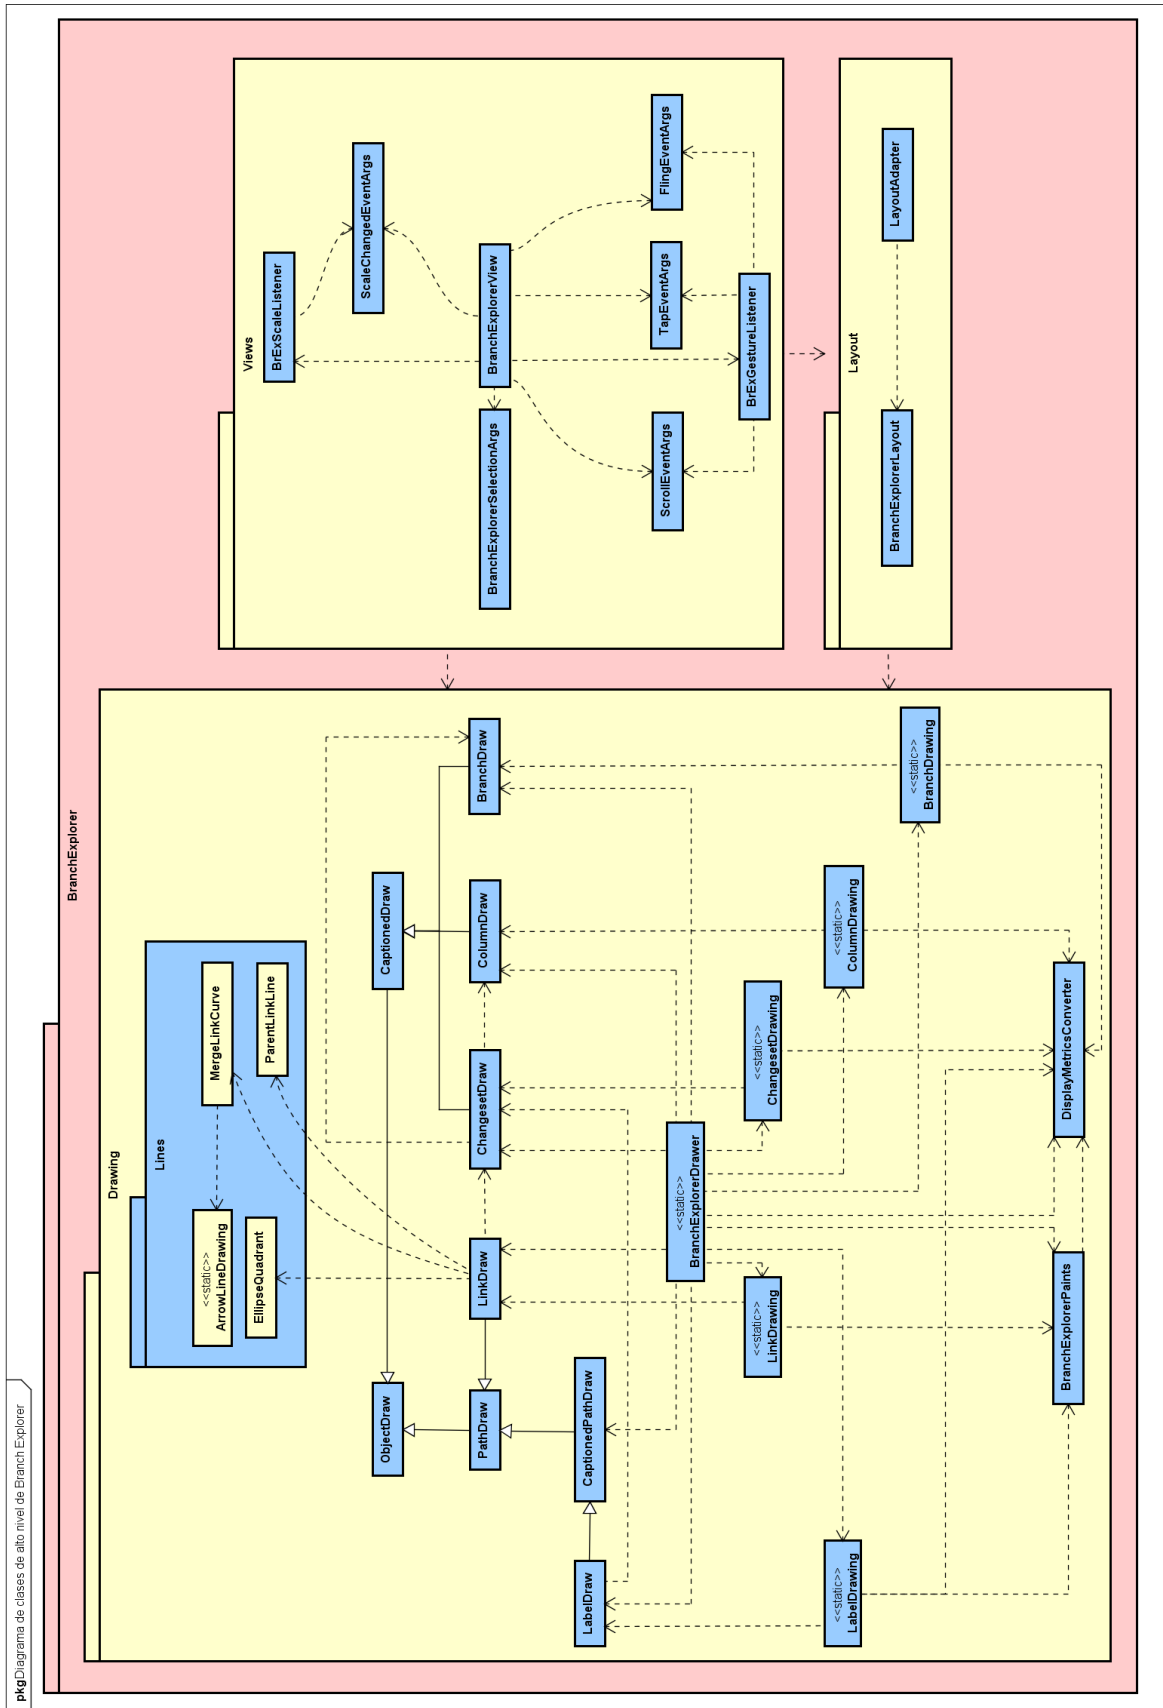 pkgDiagrama de clases de alto nivel de Branch Explorer
BranchExplorer
Drawing
Lines
<<static>>
ArrowLineDrawing
MergeLinkCurve
EllipseQuadrant
ParentLinkLine
ObjectDraw
CaptionedDraw
PathDraw
LinkDraw
ChangesetDraw
ColumnDraw
BranchDraw
LabelDraw
CaptionedPathDraw
<<static>>
BranchExplorerDrawer
<<static>>
LinkDrawing
<<static>>
ChangesetDrawing
<<static>>
LabelDrawing
<<static>>
ColumnDrawing
<<static>>
BranchDrawing
BranchExplorerPaints
DisplayMetricsConverter
Views
BrExScaleListener
ScaleChangedEventArgs
BranchExplorerSelectionArgs
BranchExplorerView
ScrollEventArgs
TapEventArgs
FlingEventArgs
BrExGestureListener
Layout
BranchExplorerLayout
LayoutAdapter